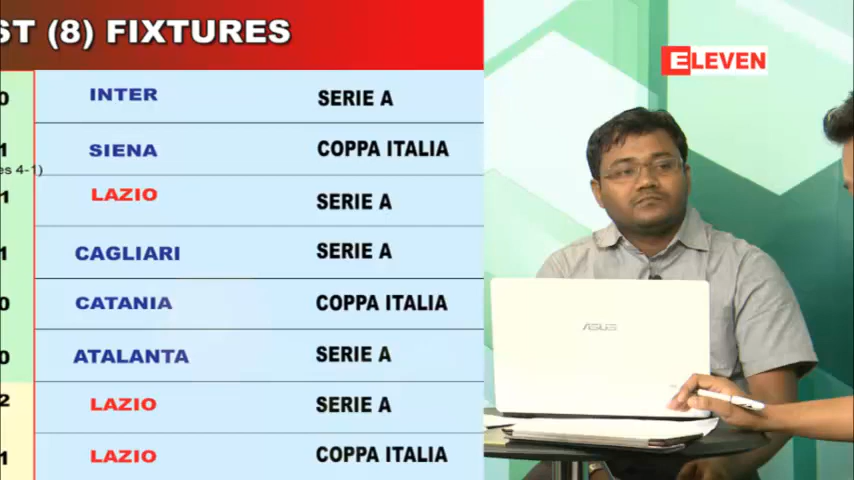 ST (8) FIXTURES
ELEVEN
0 INTER SERIE A
1 SIENA COPPA ITALIA
es 4-1)
1 LAZIO SERIE A
1 CAGLIARI SERIE A
0 CATANIA COPPA ITALIA
0 ATALANTA SERIE A
2 LAZIO SERIE A
1 LAZIO COPPA ITALIA
ASUS